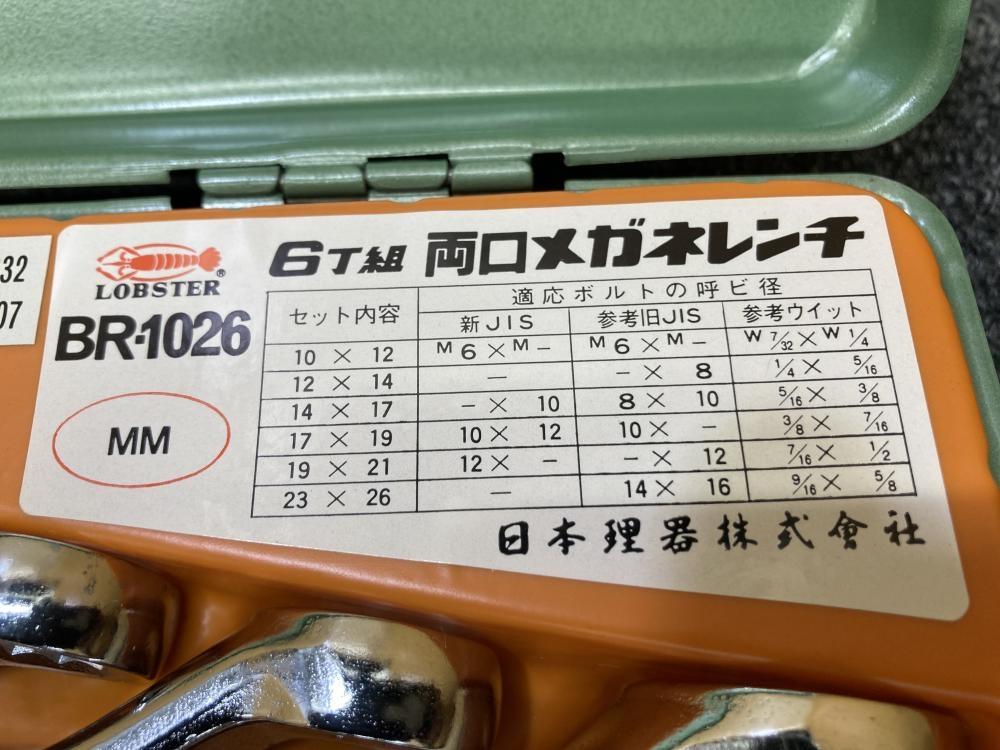 32
07
LOBSTER®
BR-1026
MM
6丁組 両口メガネレンチ
セット内容 適応ボルトの呼ビ径
新JIS 参考旧JIS 参考ウイット
10 × 12 M6 × M- M6 × M- W 7/32 × W 1/4
12 × 14 - - × 8 1/4 × 5/16
14 × 17 - × 10 8 × 10 5/16 × 3/8
17 × 19 10 × 12 10 × - 3/8 × 7/16
19 × 21 12 × - - × 12 7/16 × 1/2
23 × 26 - 14 × 16 9/16 × 5/8
日本理器株式會社